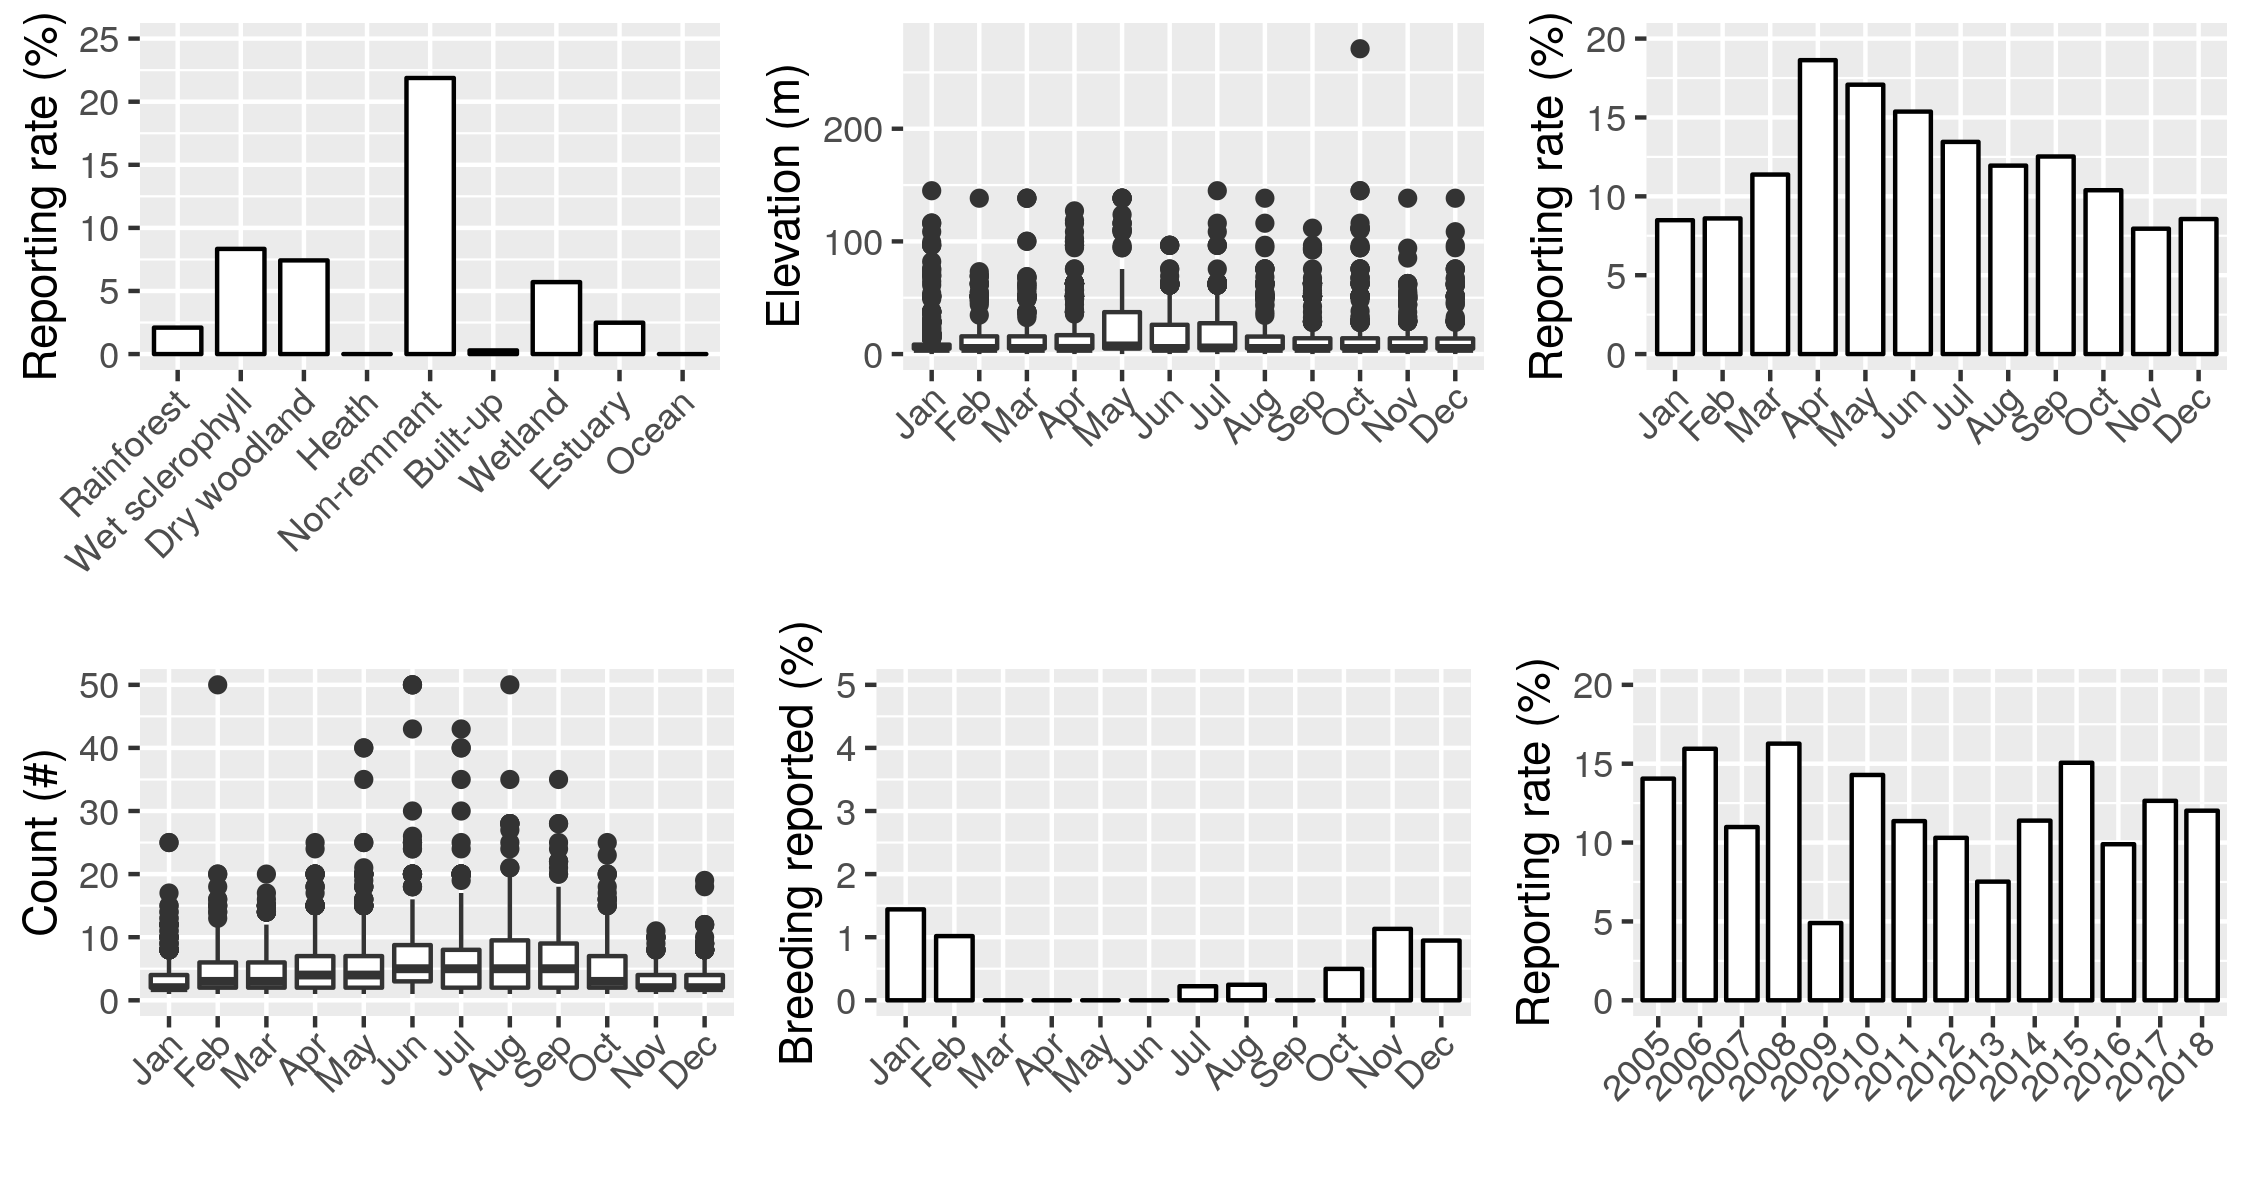 Reporting rate (%)
25
20
15
10
5
0
Rainforest
Wet sclerophyll
Dry woodland
Heath
Non-remnant
Built-up
Wetland
Estuary
Ocean
Elevation (m)
200
100
0
Jan
Feb
Mar
Apr
May
Jun
Jul
Aug
Sep
Oct
Nov
Dec
Reporting rate (%)
20
15
10
5
0
Jan
Feb
Mar
Apr
May
Jun
Jul
Aug
Sep
Oct
Nov
Dec
Count (#)
50
40
30
20
10
0
Jan
Feb
Mar
Apr
May
Jun
Jul
Aug
Sep
Oct
Nov
Dec
Breeding reported (%)
5
4
3
2
1
0
Jan
Feb
Mar
Apr
May
Jun
Jul
Aug
Sep
Oct
Nov
Dec
Reporting rate (%)
20
15
10
5
0
2005
2006
2007
2008
2009
2010
2011
2012
2013
2014
2015
2016
2017
2018